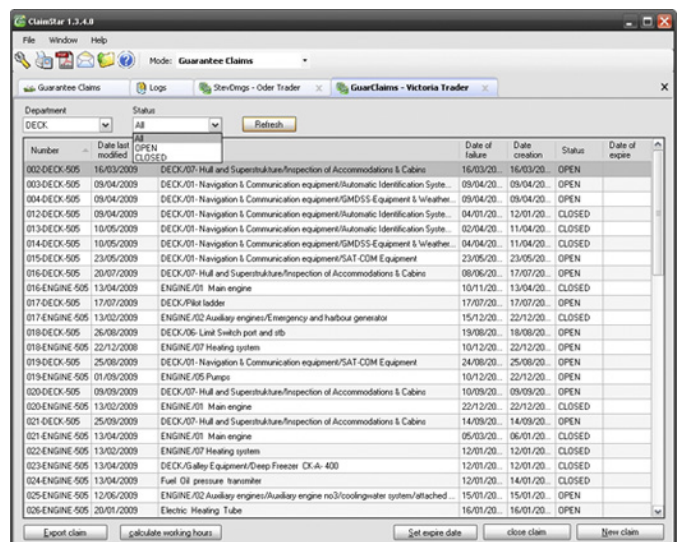 ClaimStar 1.3.4.0
File Window Help
Mode: Guarantee Claims
Guarantee Claims Logs StevDmgs - Oder Trader GuarClaims - Victoria Trader
Department Status
DECK All Refresh
All
OPEN
CLOSED
Number Date last modified Date of failure Date creation Status Date of expire
002-DECK-505 16/03/2009 DECK/07- Hull and Superstrukture/Inspection of Accommodations & Cabins 16/03/20... 16/03/20... OPEN
003-DECK-505 09/04/2009 DECK/01- Navigation & Communication equipment/Automatic Identification Syste... 09/04/20... 09/04/20... OPEN
004-DECK-505 09/04/2009 DECK/01- Navigation & Communication equipment/GMDSS-Equipment & Weather... 09/04/20... 09/04/20... OPEN
012-DECK-505 09/04/2009 DECK/01- Navigation & Communication equipment/Automatic Identification Syste... 04/01/20... 12/01/20... CLOSED
013-DECK-505 10/05/2009 DECK/01- Navigation & Communication equipment/Automatic Identification Syste... 02/04/20... 11/04/20... CLOSED
014-DECK-505 10/05/2009 DECK/01- Navigation & Communication equipment/GMDSS-Equipment & Weather... 04/04/20... 11/04/20... CLOSED
015-DECK-505 23/05/2009 DECK/01- Navigation & Communication equipment/SAT-COM Equipment 23/05/20... 23/05/20... OPEN
016-DECK-505 20/07/2009 DECK/07- Hull and Superstrukture/Inspection of Accommodations & Cabins 08/06/20... 17/07/20... OPEN
016-ENGINE-505 13/04/2009 ENGINE/01 Main engine 10/11/20... 13/04/20... CLOSED
017-DECK-505 17/07/2009 DECK/Pilot ladder 17/07/20... 17/07/20... OPEN
017-ENGINE-505 13/02/2009 ENGINE/02 Auxiliary engines/Emergency and harbour generator 15/12/20... 22/12/20... CLOSED
018-DECK-505 26/08/2009 DECK/06- Limit Switch port and stb 19/08/20... 18/08/20... OPEN
018-ENGINE-505 22/12/2008 ENGINE/07 Heating system 10/12/20... 22/12/20... OPEN
019-DECK-505 25/08/2009 DECK/01- Navigation & Communication equipment/SAT-COM Equipment 24/08/20... 25/08/20... OPEN
019-ENGINE-505 01/09/2009 ENGINE/05 Pumps 10/12/20... 22/12/20... OPEN
020-DECK-505 09/09/2009 DECK/07- Hull and Superstrukture/Inspection of Accommodations & Cabins 10/09/20... 09/09/20... OPEN
020-ENGINE-505 13/02/2009 ENGINE/01 Main engine 22/12/20... 22/12/20... CLOSED
021-DECK-505 25/09/2009 DECK/07- Hull and Superstrukture/Inspection of Accommodations & Cabins 14/09/20... 14/09/20... OPEN
021-ENGINE-505 13/04/2009 ENGINE/01 Main engine 05/03/20... 06/01/20... CLOSED
022-ENGINE-505 13/02/2009 ENGINE/07 Heating system 12/01/20... 12/01/20... CLOSED
023-ENGINE-505 13/04/2009 DECK/Galley Equipment/Deep Freezer CK-A- 400 12/01/20... 12/01/20... CLOSED
024-ENGINE-505 13/04/2009 Fuel Oil pressure transmiter 12/01/20... 14/01/20... CLOSED
025-ENGINE-505 12/06/2009 ENGINE/02 Auxiliary engines/Auxiliary engine no3/coolingwater system/attached ... 15/01/20... 15/01/20... OPEN
026-ENGINE-505 20/01/2009 Electric Heating Tube 16/01/20... 16/01/20... OPEN
Export claim calculate working hours Set expire date close claim New claim